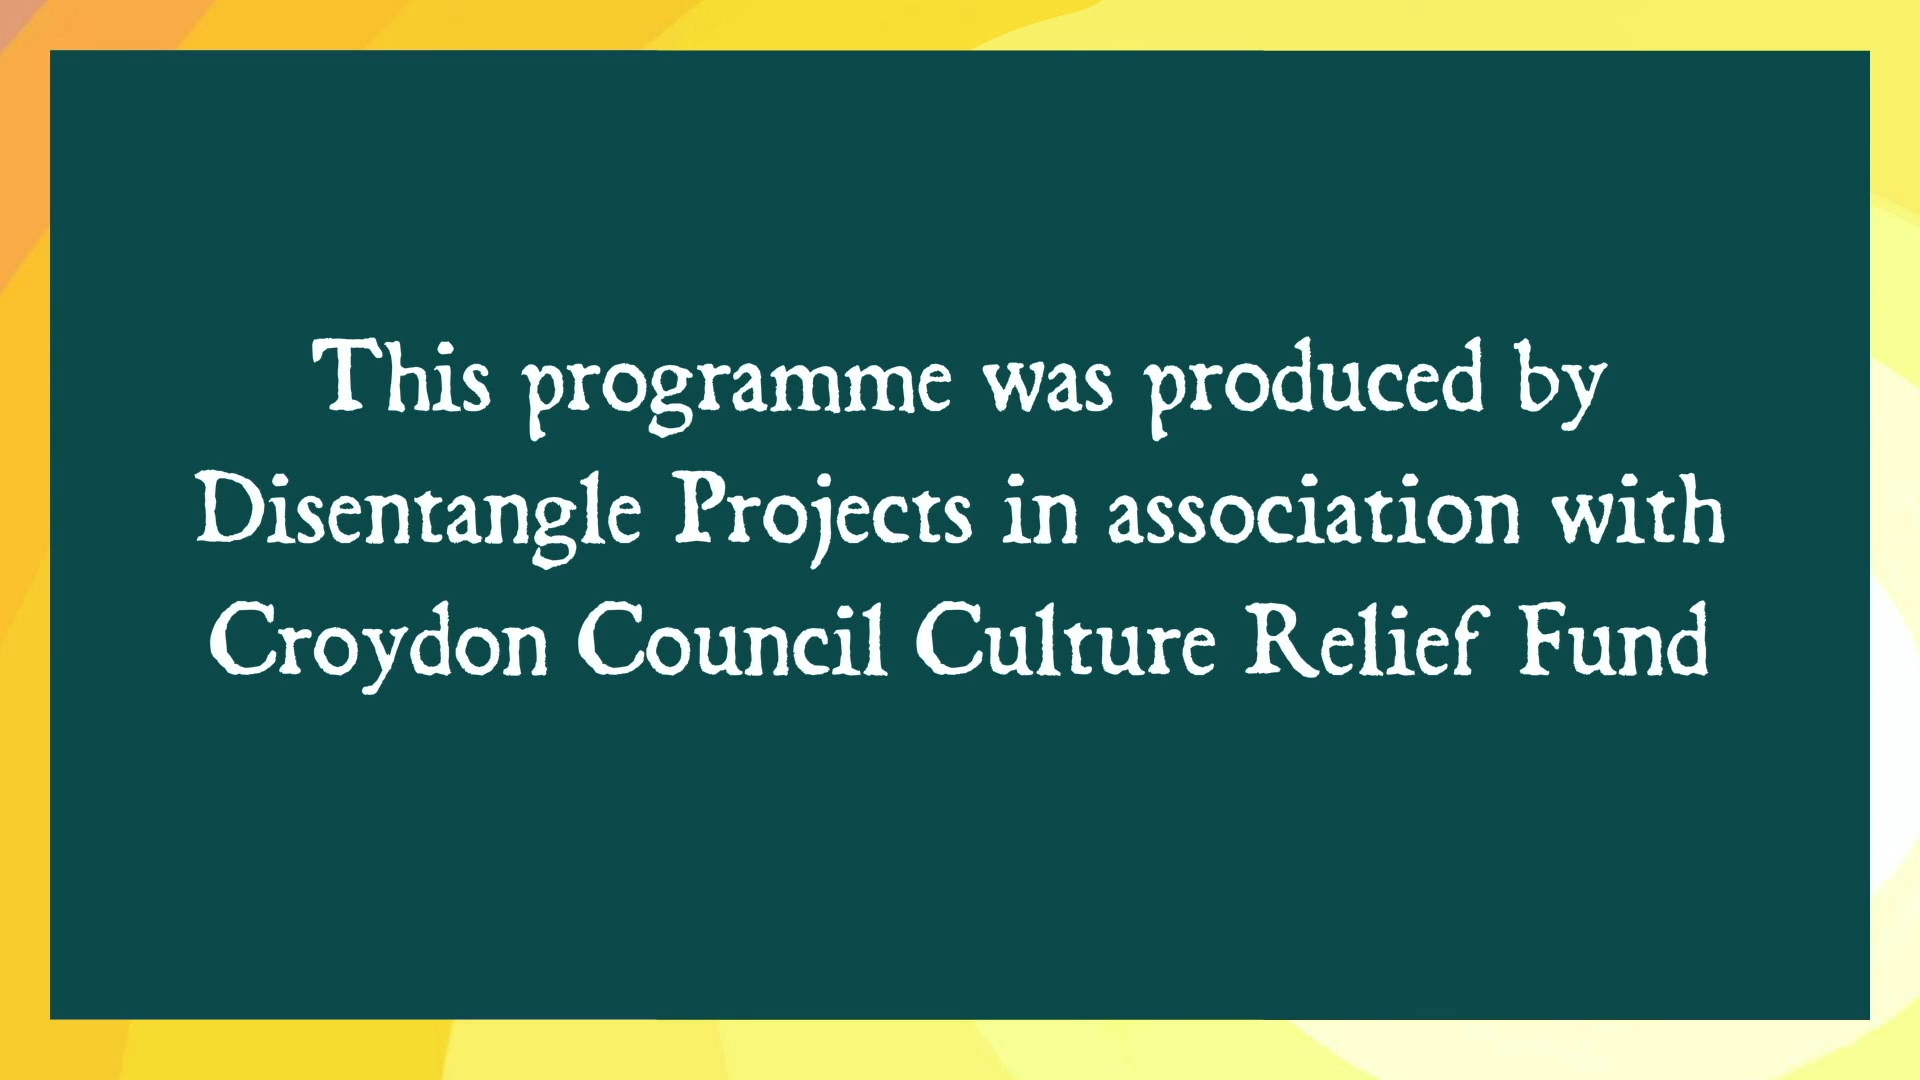 This programme was produced by
Disentangle Projects in association with
Croydon Council Culture Relief Fund